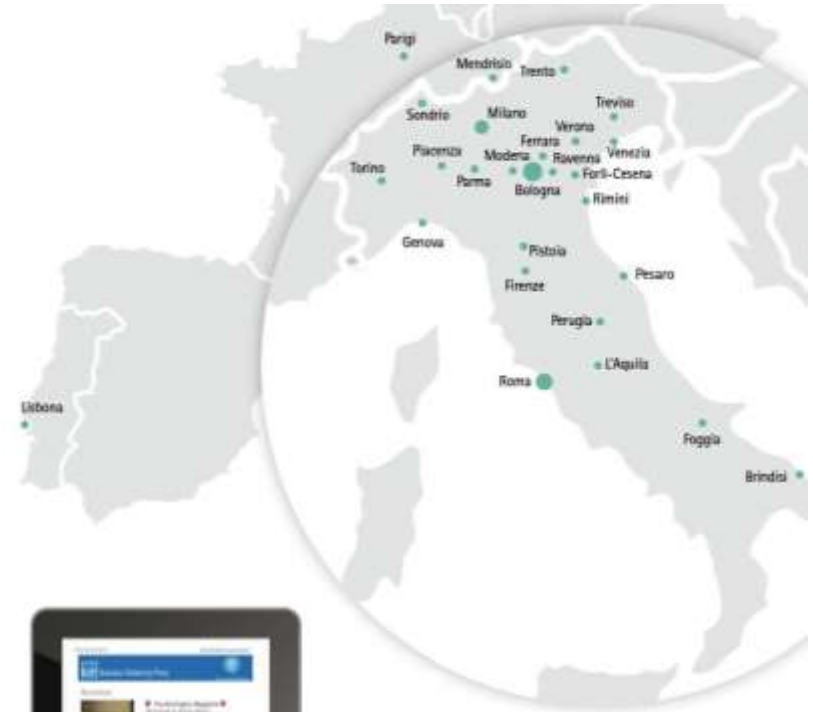 Parigi
Mendrisio
Trento
Sondrio
Milano
Treviso
Verona
Ferrara
Venezia
Piacenza
Modena
Ravenna
Torino
Parma
Forlì-Cesena
Bologna
Rimini
Genova
Pistoia
Pesaro
Firenze
Perugia
L'Aquila
Roma
Lisbona
Foggia
Brindisi